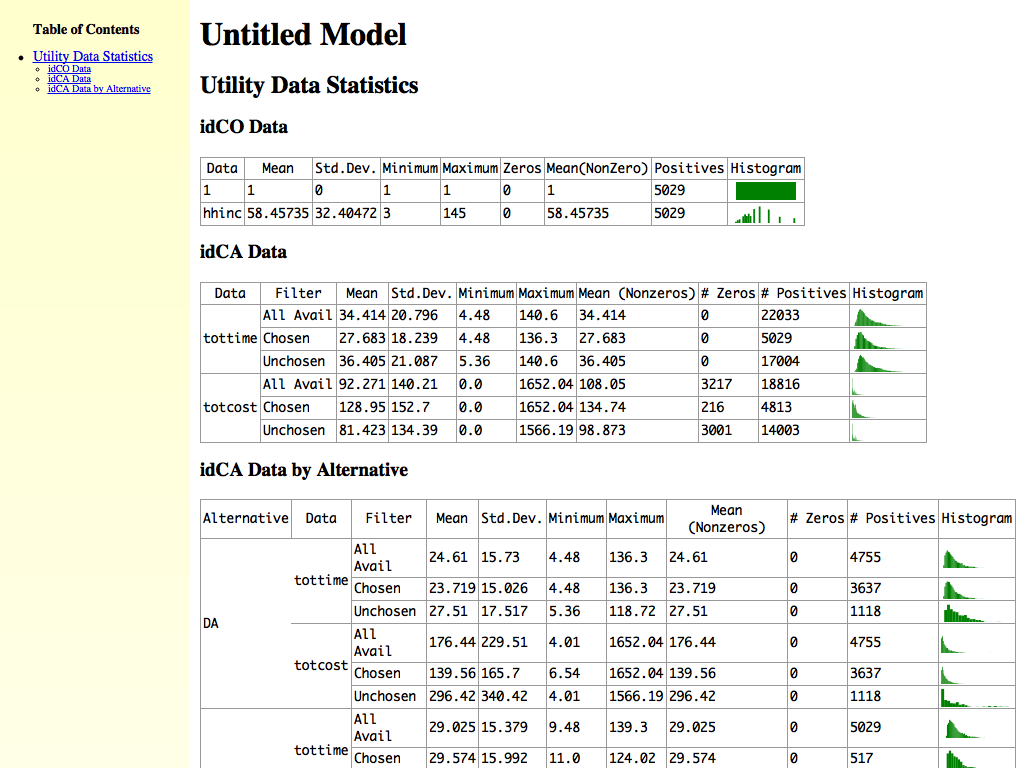 Table of Contents
Utility Data Statistics
idCO Data
idCA Data
idCA Data by Alternative
Untitled Model
Utility Data Statistics
idCO Data
Data Mean Std.Dev. Minimum Maximum Zeros Mean(NonZero) Positives Histogram
1 1 0 1 1 0 1 5029
hhinc 58.45735 32.40472 3 145 0 58.45735 5029
idCA Data
Data Filter Mean Std.Dev. Minimum Maximum Mean (Nonzeros) # Zeros # Positives Histogram
All Avail 34.414 20.796 4.48 140.6 34.414 0 22033
tottime Chosen 27.683 18.239 4.48 136.3 27.683 0 5029
Unchosen 36.405 21.087 5.36 140.6 36.405 0 17004
All Avail 92.271 140.21 0.0 1652.04 108.05 3217 18816
totcost Chosen 128.95 152.7 0.0 1652.04 134.74 216 4813
Unchosen 81.423 134.39 0.0 1566.19 98.873 3001 14003
idCA Data by Alternative
Alternative Data Filter Mean Std.Dev. Minimum Maximum Mean (Nonzeros) # Zeros # Positives Histogram
All Avail 24.61 15.73 4.48 136.3 24.61 0 4755
tottime Chosen 23.719 15.026 4.48 136.3 23.719 0 3637
Unchosen 27.51 17.517 5.36 118.72 27.51 0 1118
DA
All Avail 176.44 229.51 4.01 1652.04 176.44 0 4755
totcost Chosen 139.56 165.7 6.54 1652.04 139.56 0 3637
Unchosen 296.42 340.42 4.01 1566.19 296.42 0 1118
All Avail 29.025 15.379 9.48 139.3 29.025 0 5029
tottime Chosen 29.574 15.992 11.0 124.02 29.574 0 517